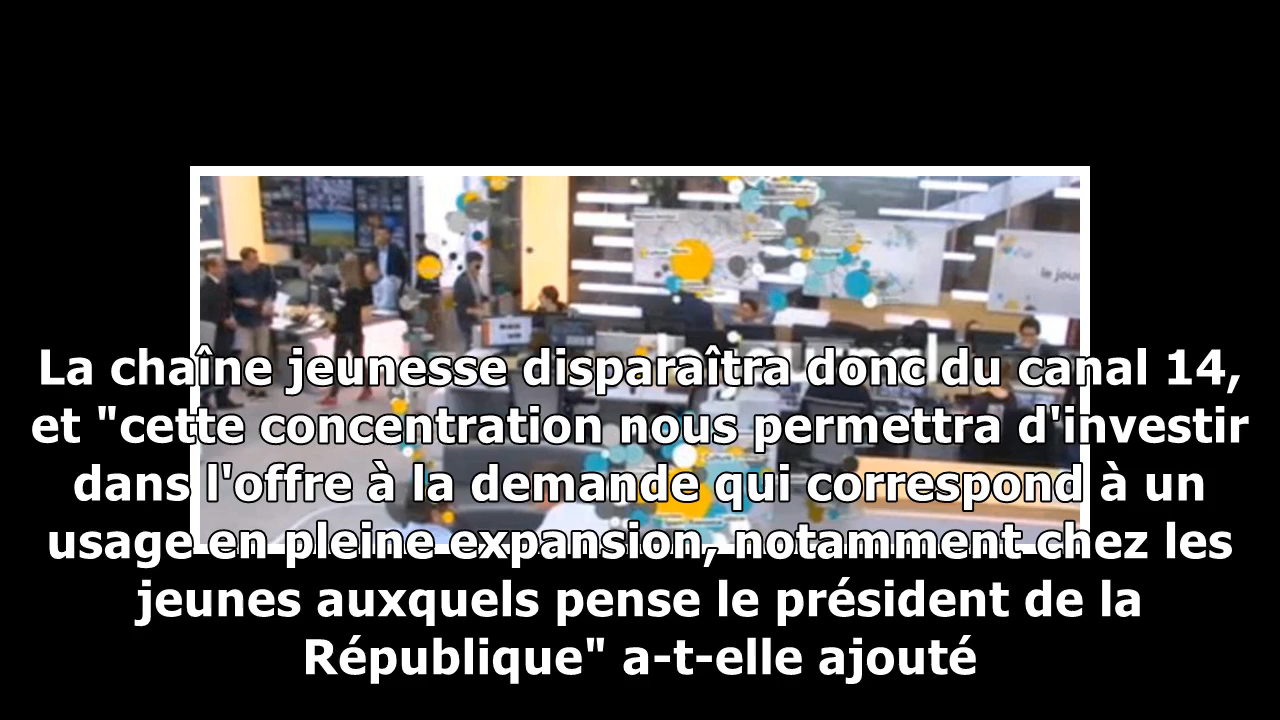 le jour
La chaîne jeunesse disparaîtra donc du canal 14,
et "cette concentration nous permettra d'investir
dans l'offre à la demande qui correspond à un
usage en pleine expansion, notamment chez les
jeunes auxquels pense le président de la
République" a-t-elle ajouté